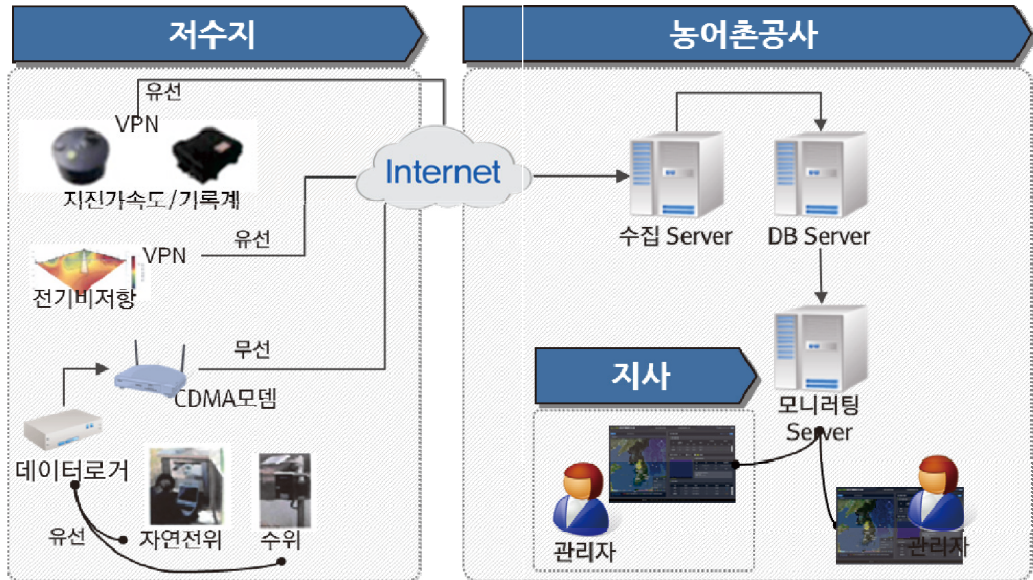 저수지
농어촌공사
유선
VPN
지진가속도/기록계
Internet
유선
VPN
전기비저항
무선
CDMA모뎀
데이터로거
유선
자연전위
수위
수집 Server
DB Server
모니러팅
Server
지사
관리자
관리자